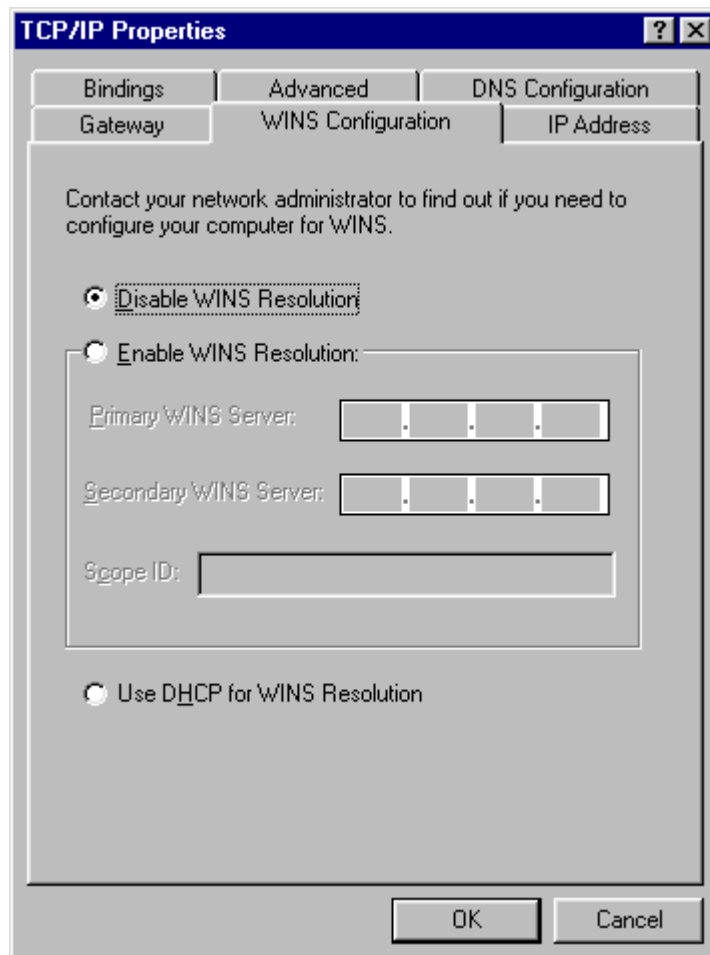 TCP/IP Properties
Bindings Advanced DNS Configuration
Gateway WINS Configuration IP Address
Contact your network administrator to find out if you need to
configure your computer for WINS.
Disable WINS Resolution
Enable WINS Resolution:
Primary WINS Server:
Secondary WINS Server:
Scope ID:
Use DHCP for WINS Resolution
OK Cancel